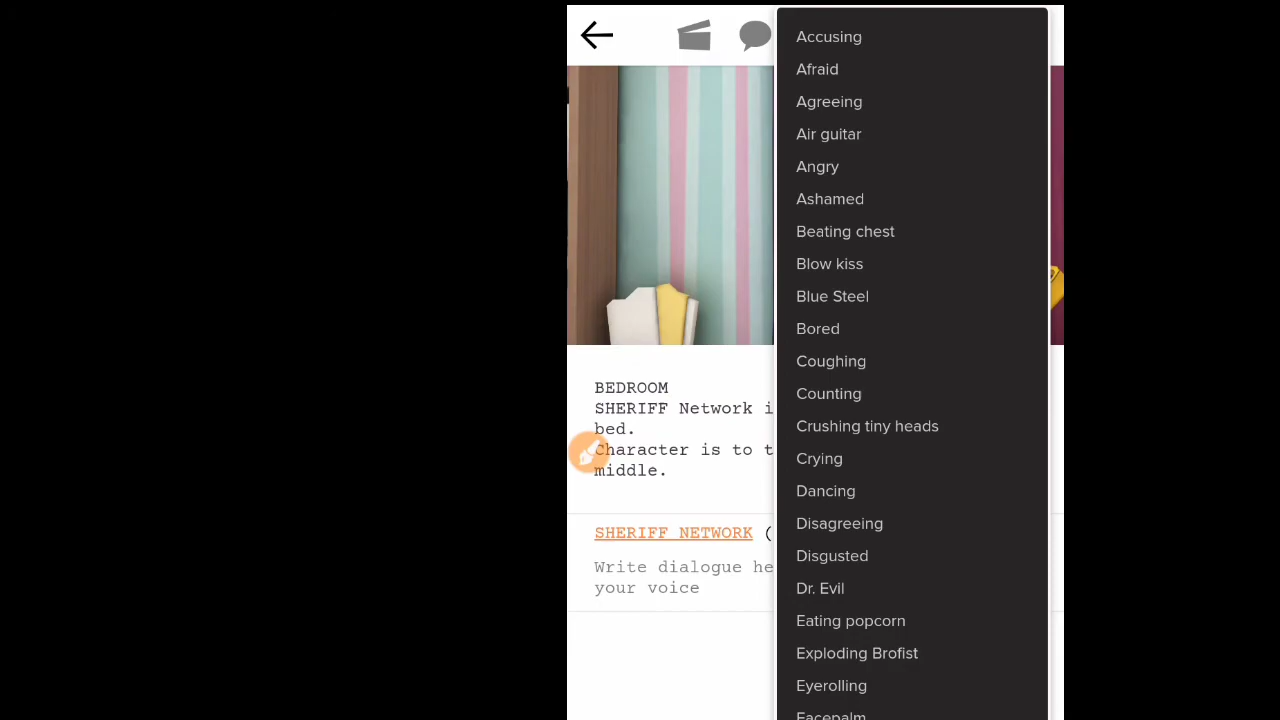 Accusing
Afraid
Agreeing
Air guitar
Angry
Ashamed
Beating chest
Blow kiss
Blue Steel
Bored
Coughing
Counting
Crushing tiny heads
Crying
Dancing
Disagreeing
Disgusted
Dr. Evil
Eating popcorn
Exploding Brofist
Eyerolling
Facepalm
BEDROOM
SHERIFF Network i
bed.
Character is to t
middle.
SHERIFF NETWORK (
Write dialogue he
your voice